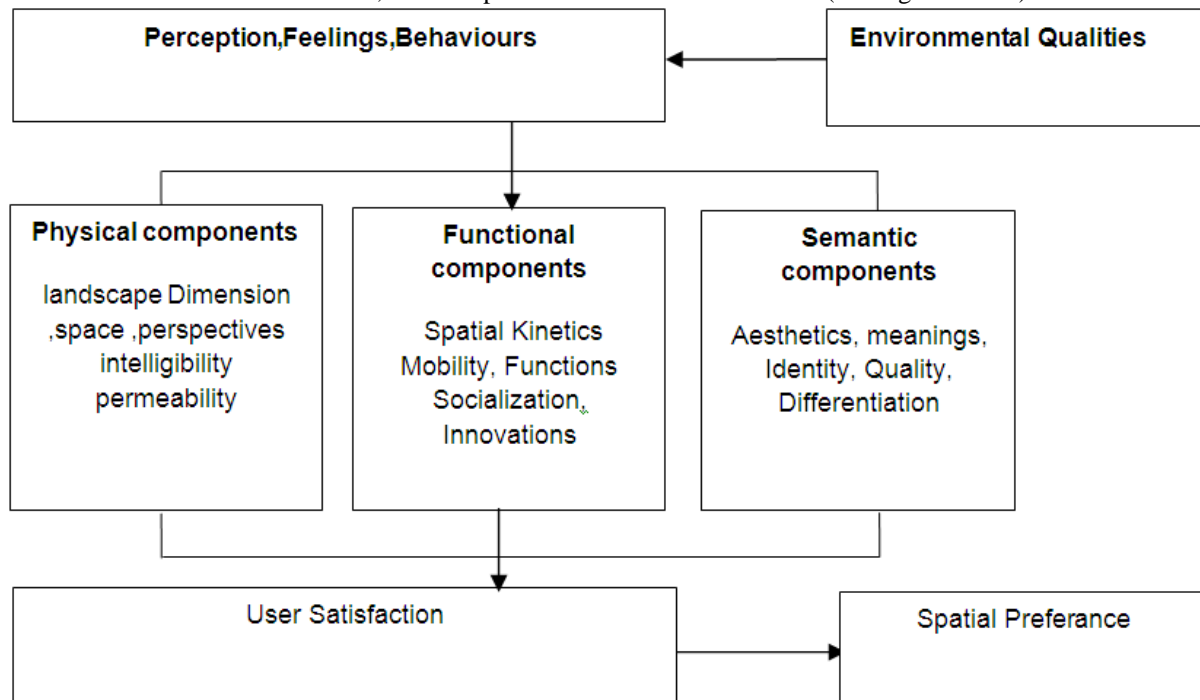 Perception,Feelings,Behaviours
Environmental Qualities
Physical components
landscape Dimension
,space ,perspectives
intelligibility
permeability
Functional
components
Spatial Kinetics
Mobility, Functions
Socialization,
Innovations
Semantic
components
Aesthetics, meanings,
Identity, Quality,
Differentiation
User Satisfaction
Spatial Preferance